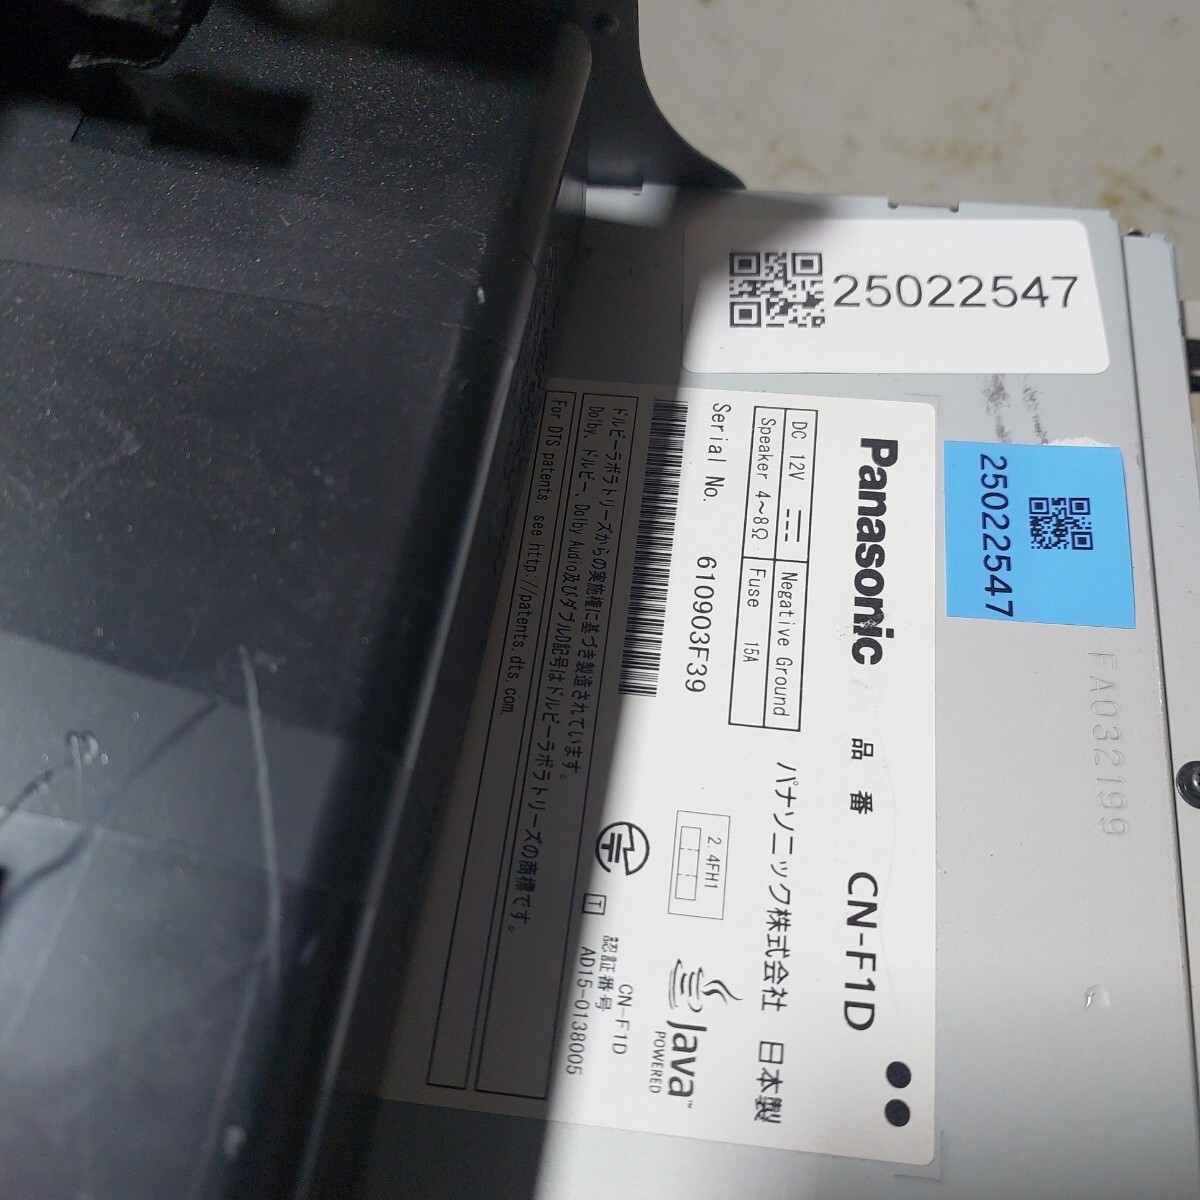 25022547
25022547
FA032199
Panasonic 品番 CN-F1D
パナソニック株式会社 日本製
DC 12V
Negative Ground
Speaker 4~8Ω
Fuse 15A
Serial No. 610903F39
2.4FH1
Java™
POWERED
CN-F1D
認証番号
T AD15-0138005
ドルビーラボラトリーズからの実施権に基づき製造されています。
Dolby、ドルビー、Dolby Audio及びダブルD記号はドルビーラボラトリーズの商標です。
For DTS patents, see http://patents.dts.com.